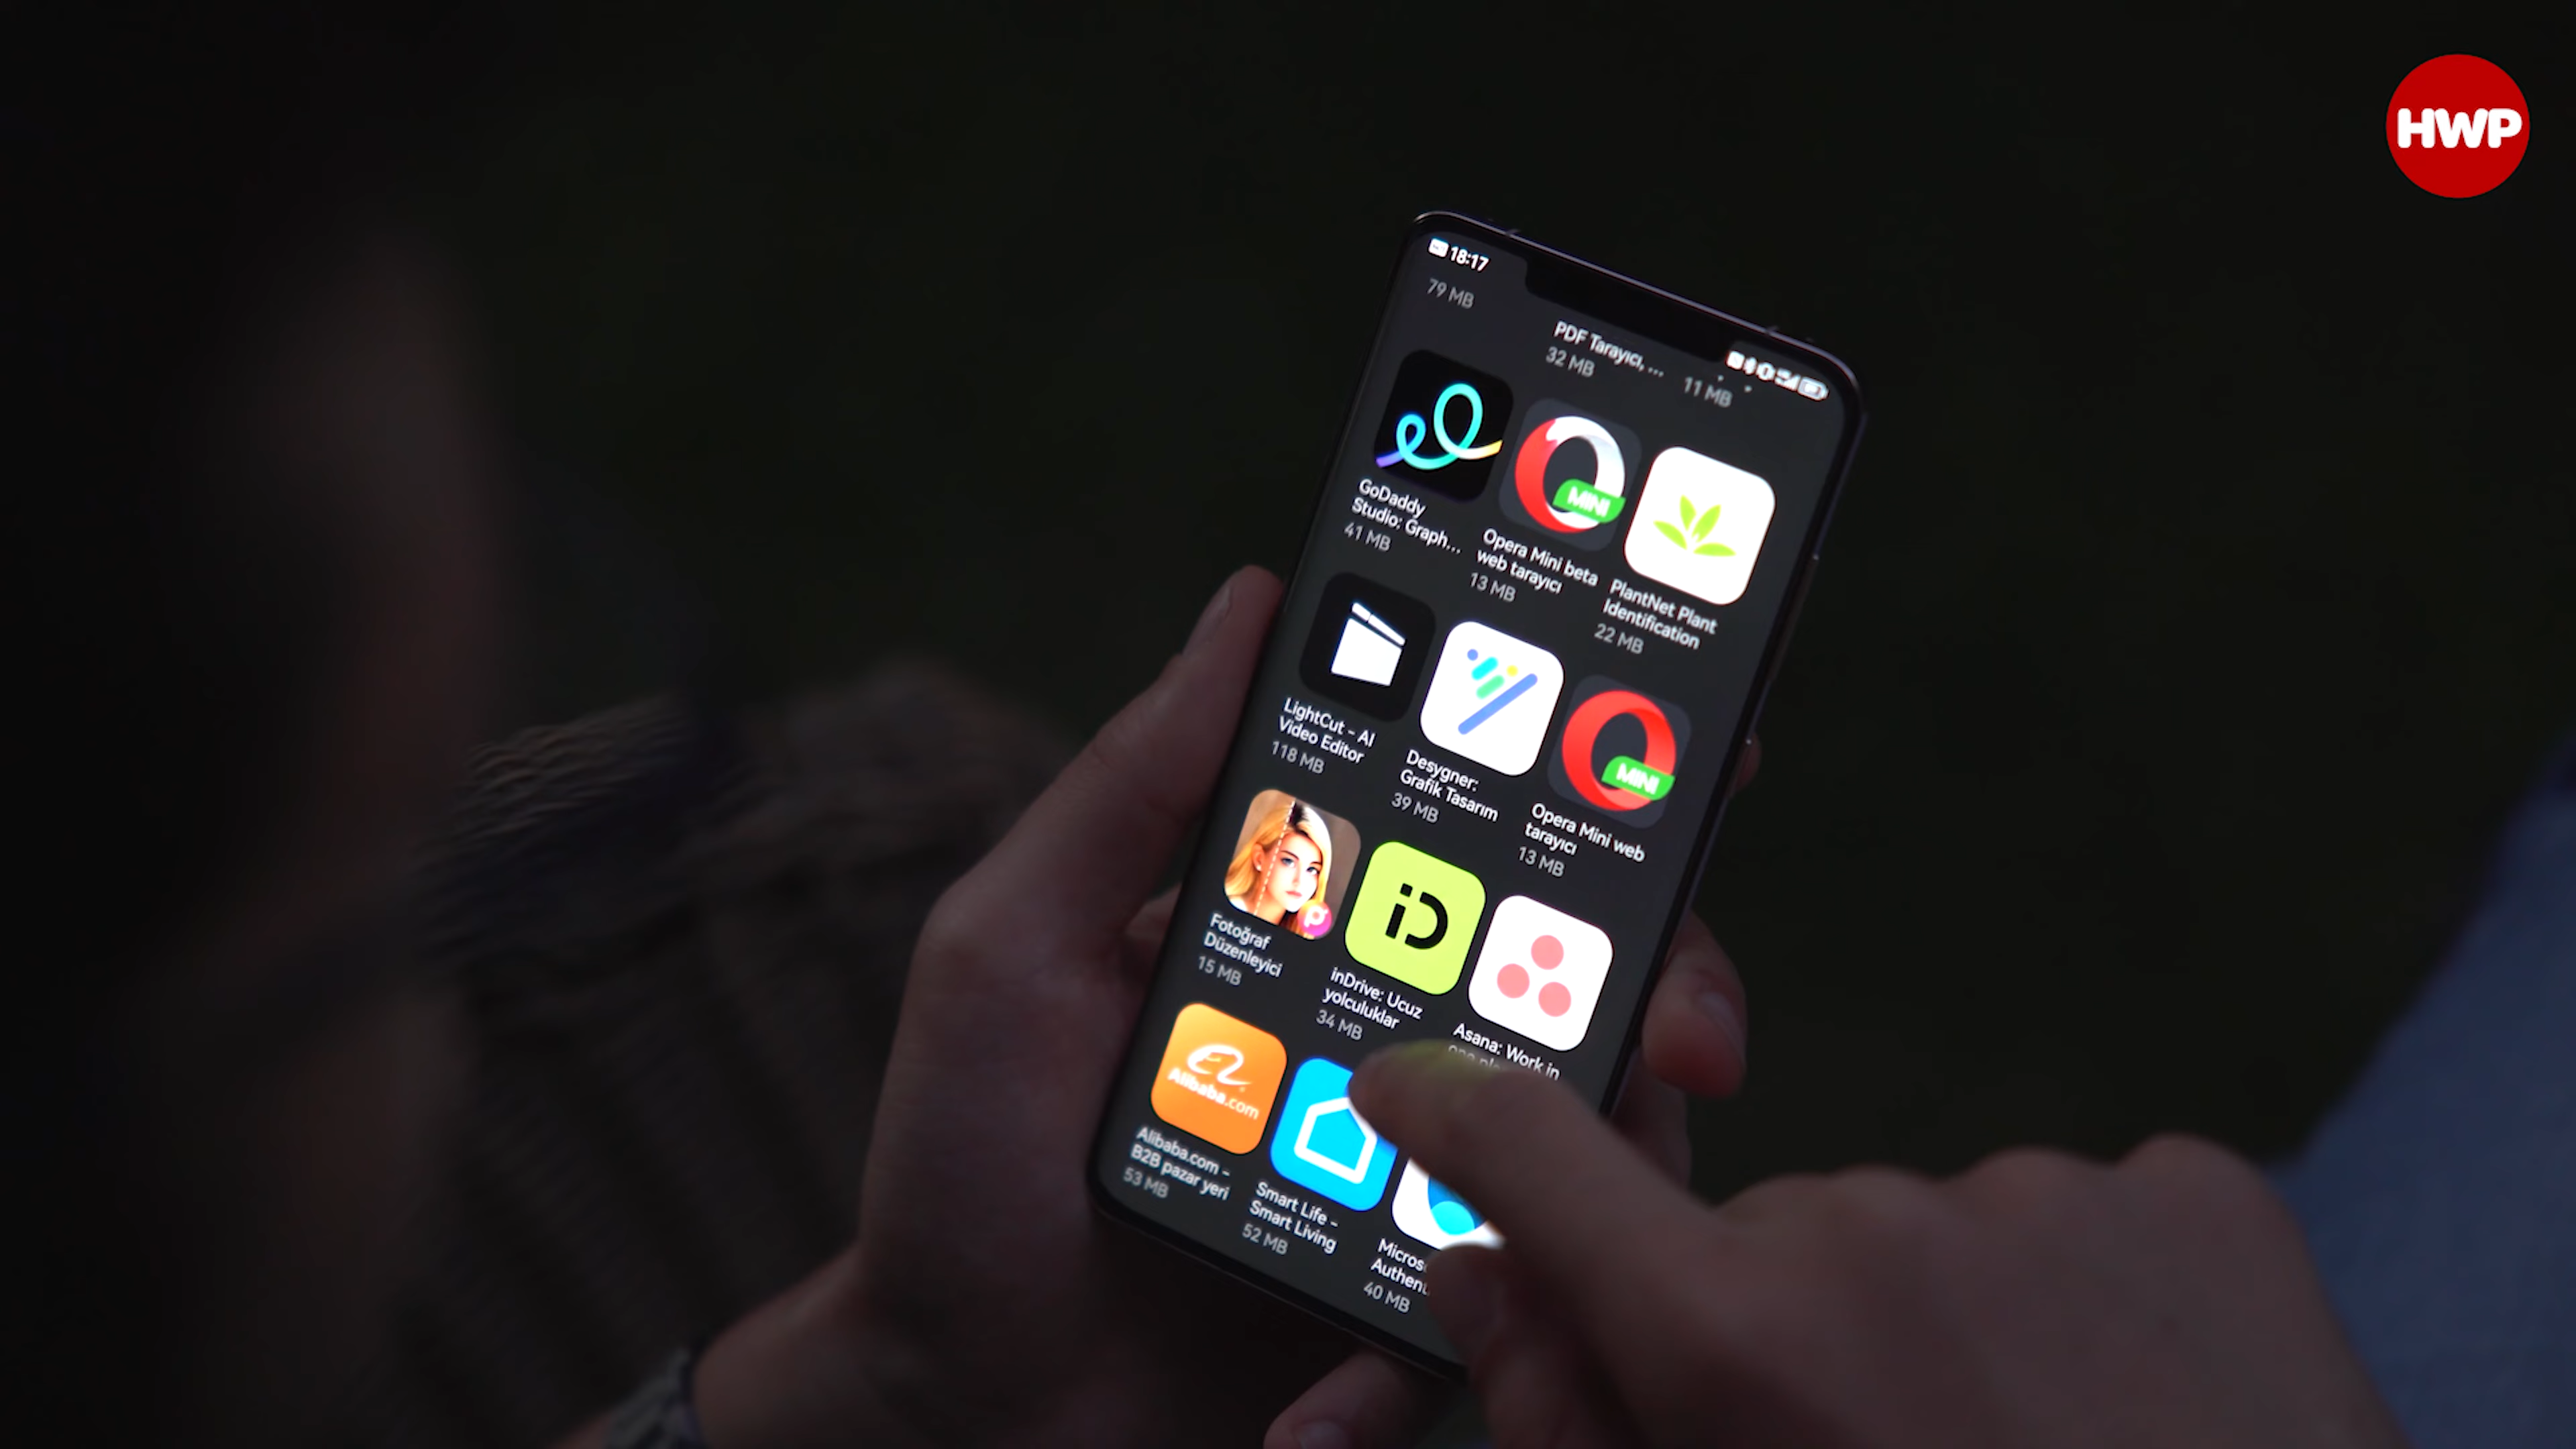 HWP
18:17
79 MB
PDF Tarayıcı, ...
32 MB
11 MB
GoDaddy
Studio: Graph...
41 MB
MINI
Opera Mini beta
web tarayıcı
13 MB
PlantNet Plant
Identification
22 MB
LightCut - AI
Video Editor
118 MB
Desygner:
Grafik Tasarım
39 MB
MINI
Opera Mini web
tarayıcı
13 MB
Fotoğraf
Düzenleyici
15 MB
iD
inDrive: Ucuz
yolculuklar
34 MB
Asana: Work in
Alibaba.com
Alibaba.com -
B2B pazar yeri
53 MB
Smart Life -
Smart Living
52 MB
Micros
Authen
40 MB